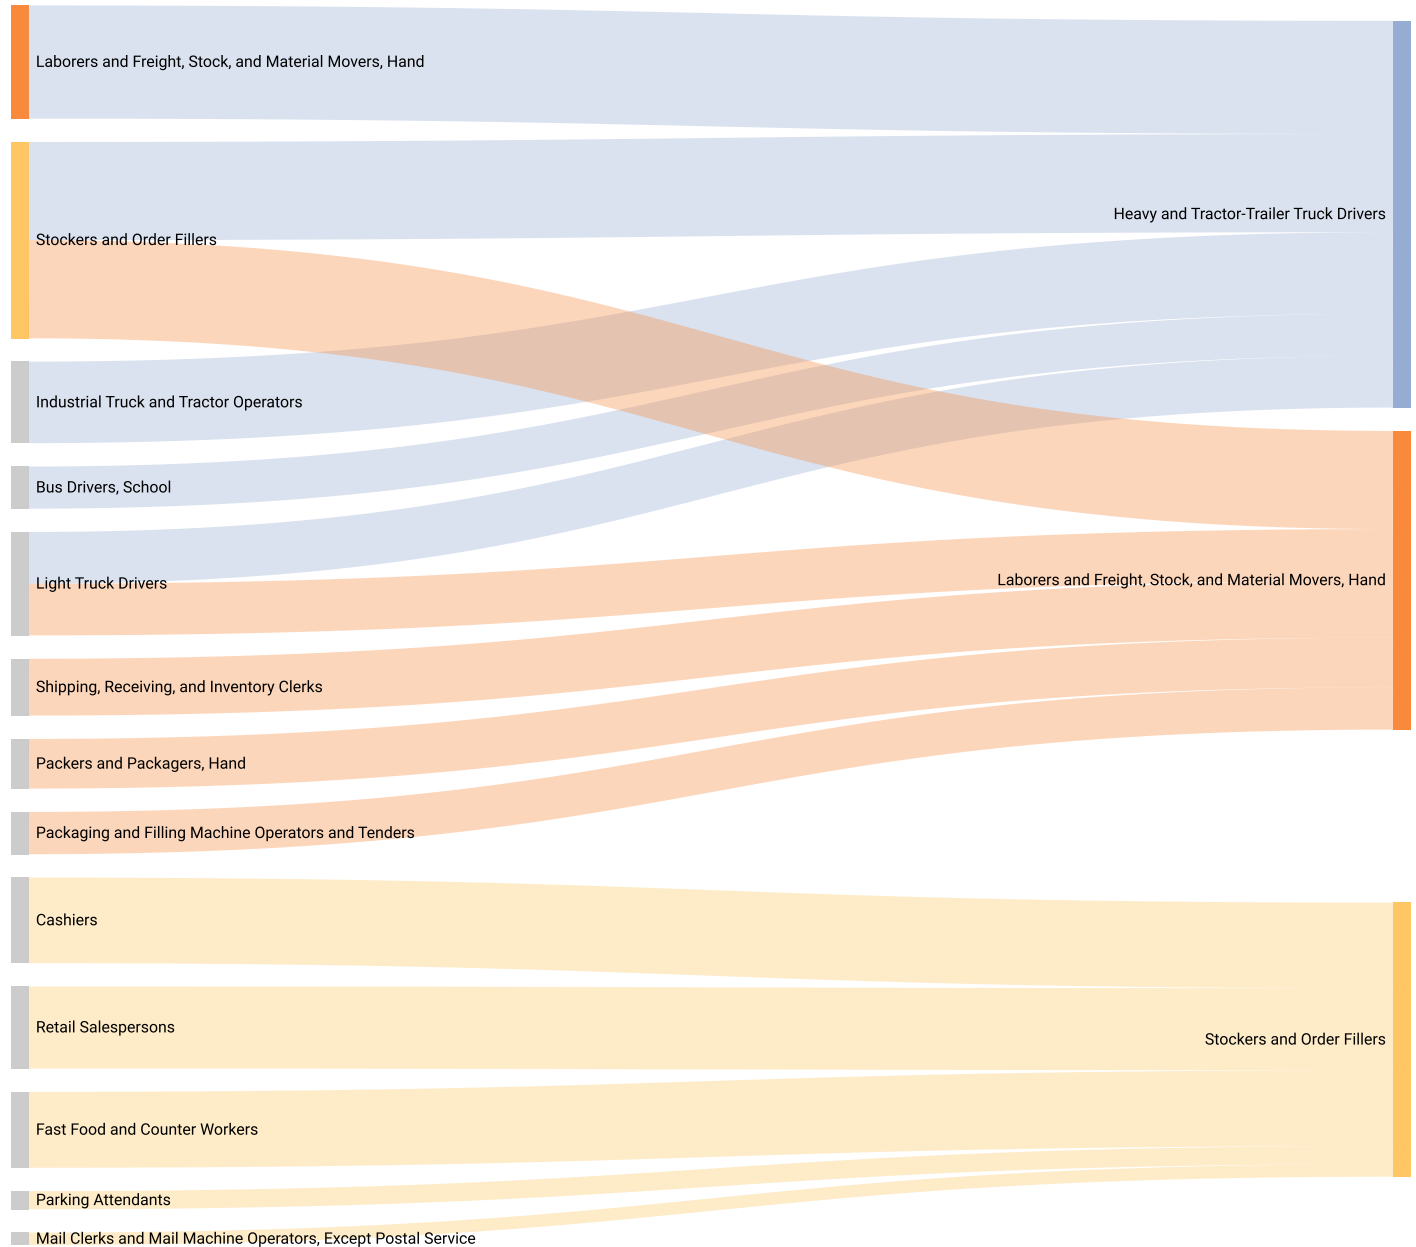 Laborers and Freight, Stock, and Material Movers, Hand
Stockers and Order Fillers
Industrial Truck and Tractor Operators
Bus Drivers, School
Light Truck Drivers
Shipping, Receiving, and Inventory Clerks
Packers and Packagers, Hand
Packaging and Filling Machine Operators and Tenders
Cashiers
Retail Salespersons
Fast Food and Counter Workers
Parking Attendants
Mail Clerks and Mail Machine Operators, Except Postal Service
Heavy and Tractor-Trailer Truck Drivers
Laborers and Freight, Stock, and Material Movers, Hand
Stockers and Order Fillers